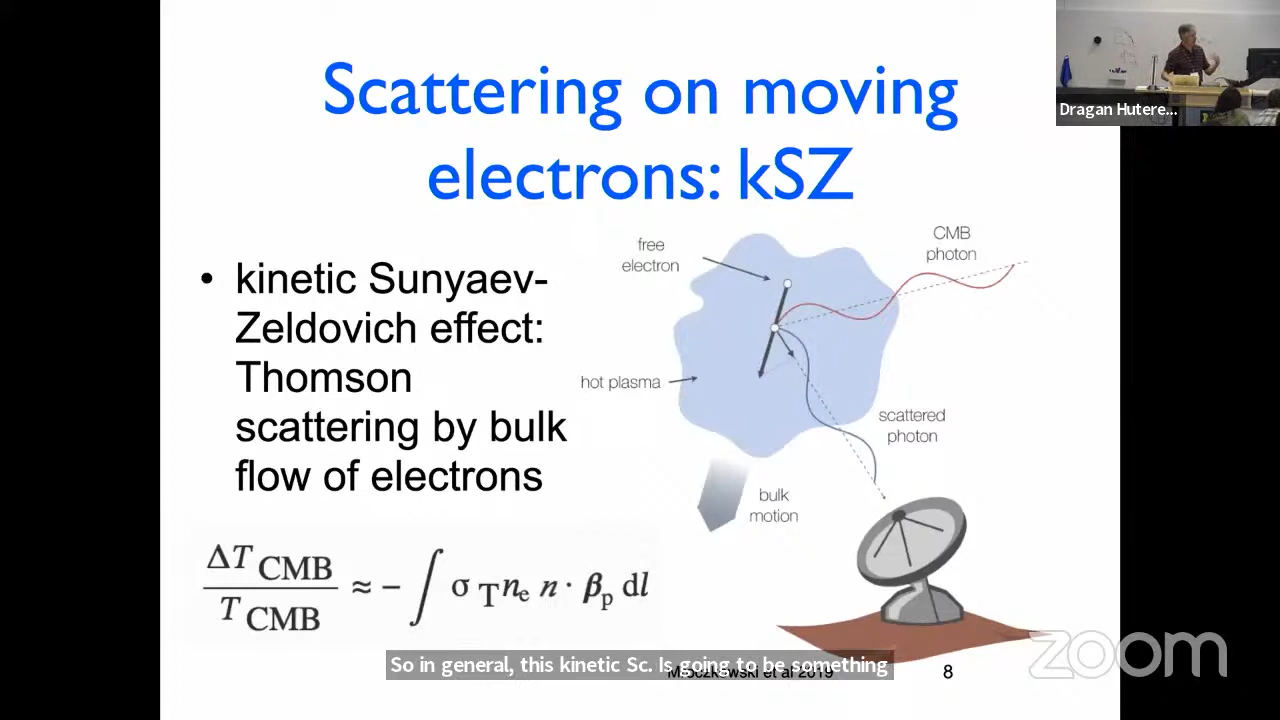 Scattering on moving
electrons: kSZ
Dragan Hutere...
• kinetic Sunyaev-
Zeldovich effect:
Thomson
scattering by bulk
flow of electrons
free
electron
CMB
photon
hot plasma
scattered
photon
bulk
motion
ΔT CMB / T CMB ≈ − ∫ σ T nₑ n · βₚ dl
So in general, this kinetic Sc. Is going to be something
Mroczkowski et al 2019
8
zoom